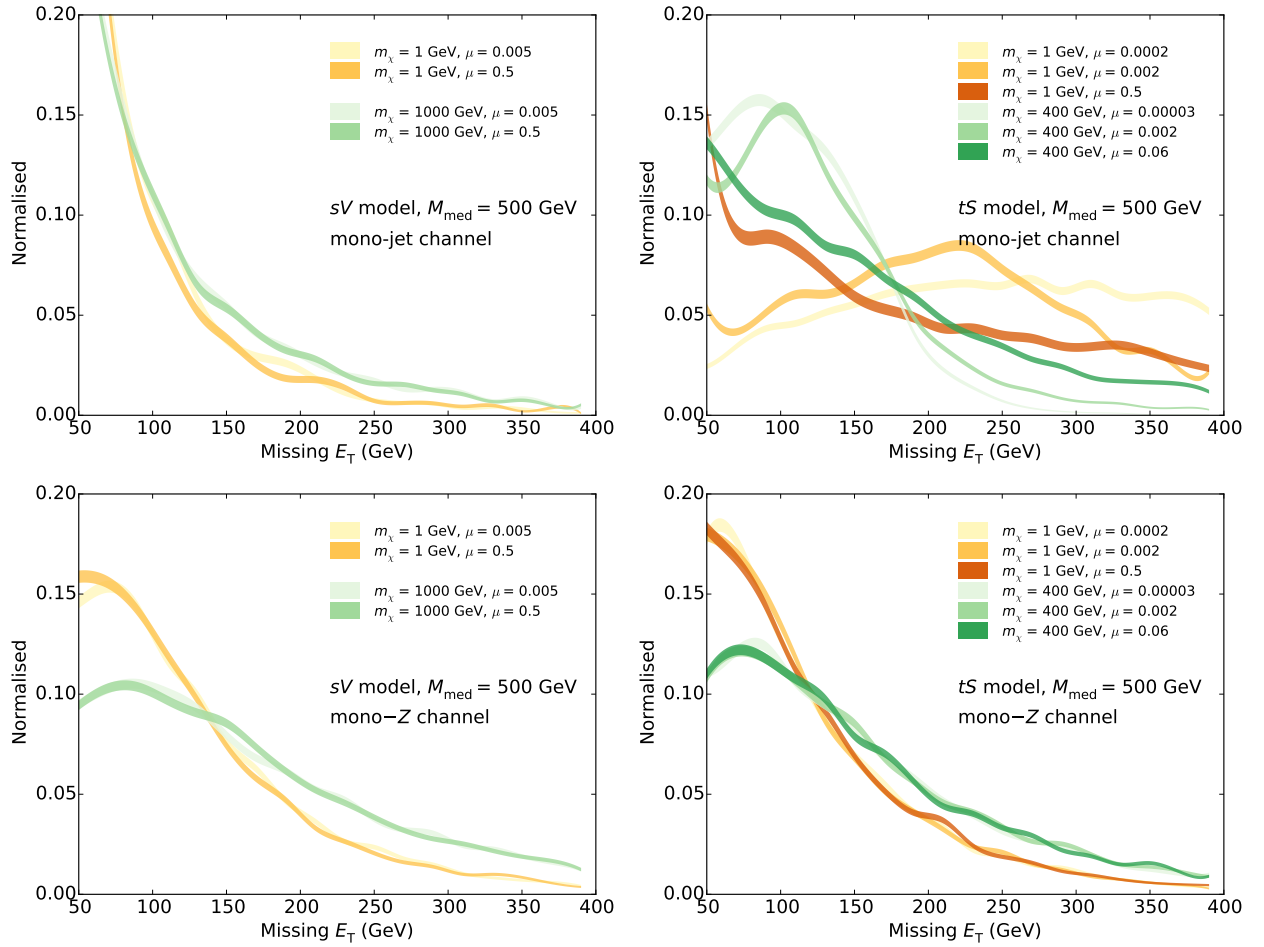 0.20
0.15
0.10
0.05
0.00
Normalised
50 100 150 200 250 300 350 400
Missing E_T (GeV)
m_χ = 1 GeV, μ = 0.005
m_χ = 1 GeV, μ = 0.5
m_χ = 1000 GeV, μ = 0.005
m_χ = 1000 GeV, μ = 0.5
sV model, M_med = 500 GeV
mono-jet channel
0.20
0.15
0.10
0.05
0.00
Normalised
50 100 150 200 250 300 350 400
Missing E_T (GeV)
m_χ = 1 GeV, μ = 0.0002
m_χ = 1 GeV, μ = 0.002
m_χ = 1 GeV, μ = 0.5
m_χ = 400 GeV, μ = 0.00003
m_χ = 400 GeV, μ = 0.002
m_χ = 400 GeV, μ = 0.06
tS model, M_med = 500 GeV
mono-jet channel
0.20
0.15
0.10
0.05
0.00
Normalised
50 100 150 200 250 300 350 400
Missing E_T (GeV)
m_χ = 1 GeV, μ = 0.005
m_χ = 1 GeV, μ = 0.5
m_χ = 1000 GeV, μ = 0.005
m_χ = 1000 GeV, μ = 0.5
sV model, M_med = 500 GeV
mono−Z channel
0.20
0.15
0.10
0.05
0.00
Normalised
50 100 150 200 250 300 350 400
Missing E_T (GeV)
m_χ = 1 GeV, μ = 0.0002
m_χ = 1 GeV, μ = 0.002
m_χ = 1 GeV, μ = 0.5
m_χ = 400 GeV, μ = 0.00003
m_χ = 400 GeV, μ = 0.002
m_χ = 400 GeV, μ = 0.06
tS model, M_med = 500 GeV
mono−Z channel